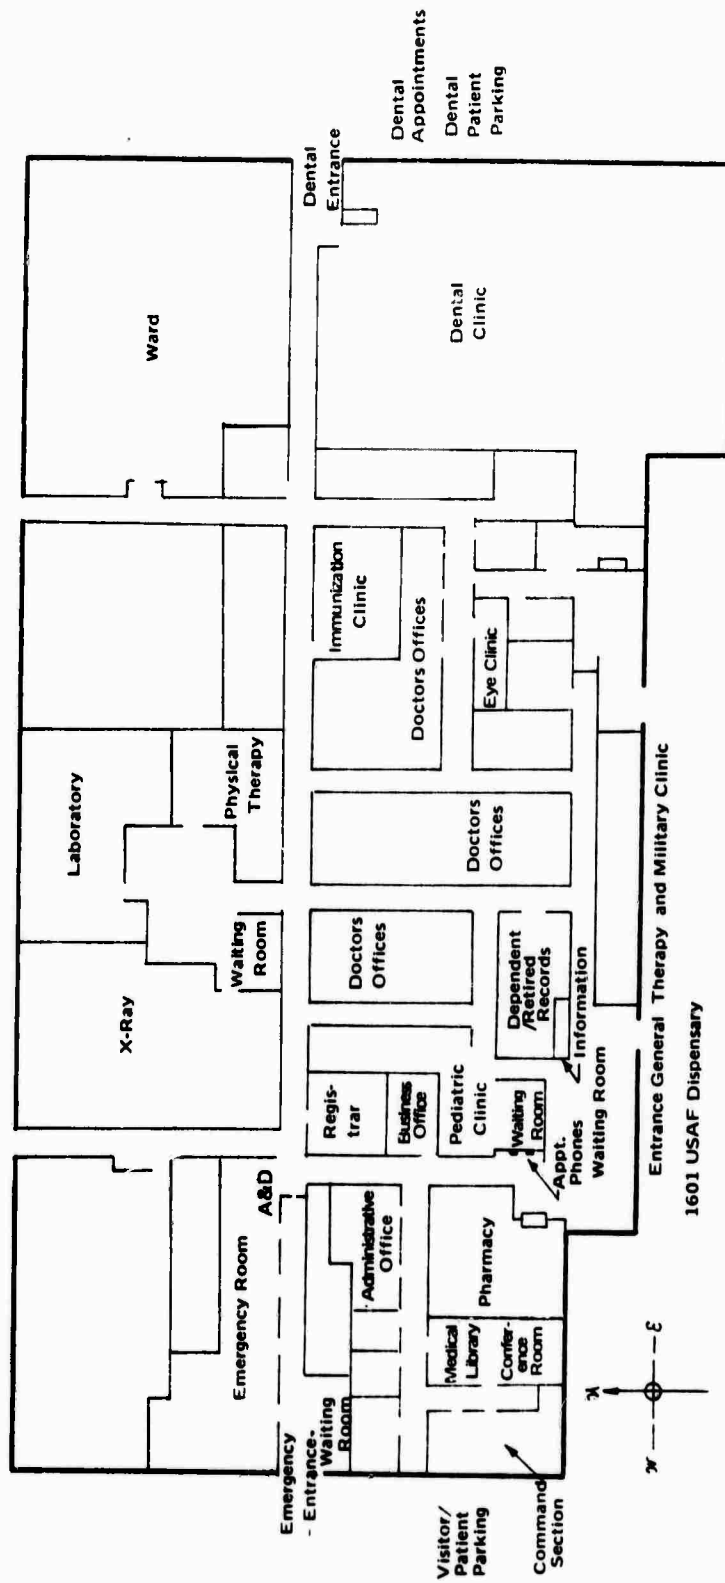 Ward
Dental
Entrance
Dental
Appointments
Dental
Patient
Parking
Dental
Clinic
Immunization
Clinic
Doctors Offices
Eye Clinic
Laboratory
Physical
Therapy
Doctors
Offices
X-Ray
Waiting
Room
Doctors
Offices
Dependent
/Retired
Records
Information
Regis-
trar
Business
Office
Pediatric
Clinic
Waiting
Room
Appt.
Phones
Waiting Room
Emergency Room
A&D
Administrative
Office
Pharmacy
Medical
Library
Confer-
ence
Room
Emergency
- Entrance-
Waiting
Room
Visitor/
Patient
Parking
Command
Section
Entrance General Therapy and Military Clinic
1601 USAF Dispensary
N
W
E